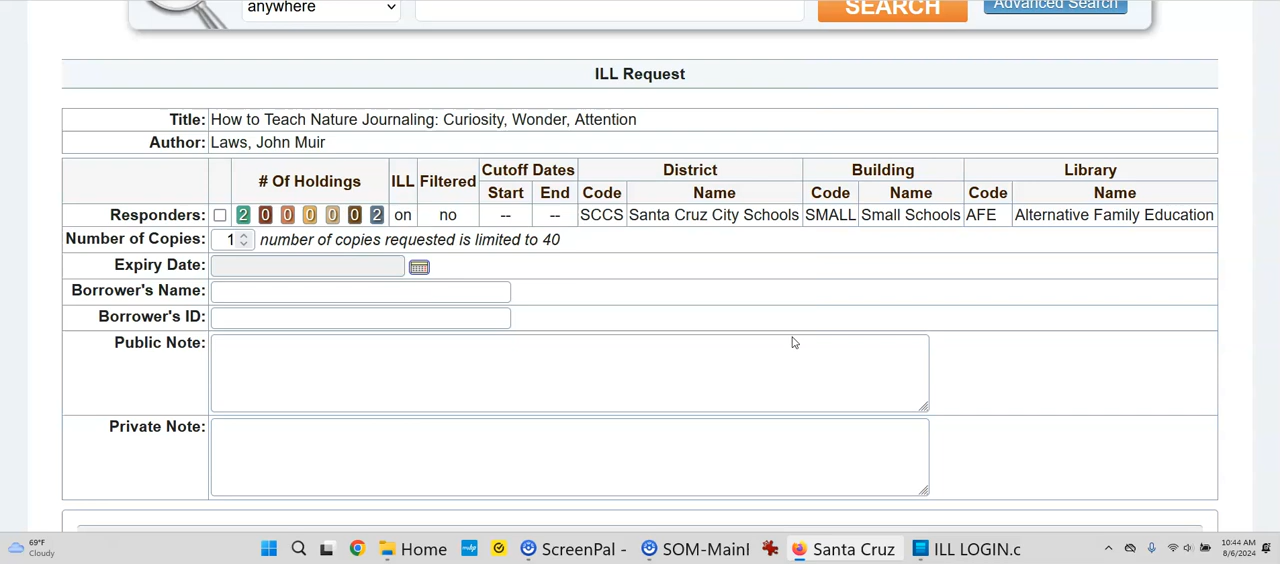 anywhere
SEARCH
Advanced Search
ILL Request
Title: How to Teach Nature Journaling: Curiosity, Wonder, Attention
Author: Laws, John Muir
# Of Holdings ILL Filtered Cutoff Dates District Building Library
Start End Code Name Code Name Code Name
Responders: 2 0 0 0 0 0 2 on no -- -- SCCS Santa Cruz City Schools SMALL Small Schools AFE Alternative Family Education
Number of Copies: 1 number of copies requested is limited to 40
Expiry Date:
Borrower's Name:
Borrower's ID:
Public Note:
Private Note:
69°F
Cloudy
Home
ScreenPal -
SOM-MainI
Santa Cruz
ILL LOGIN.c
10:44 AM
8/6/2024